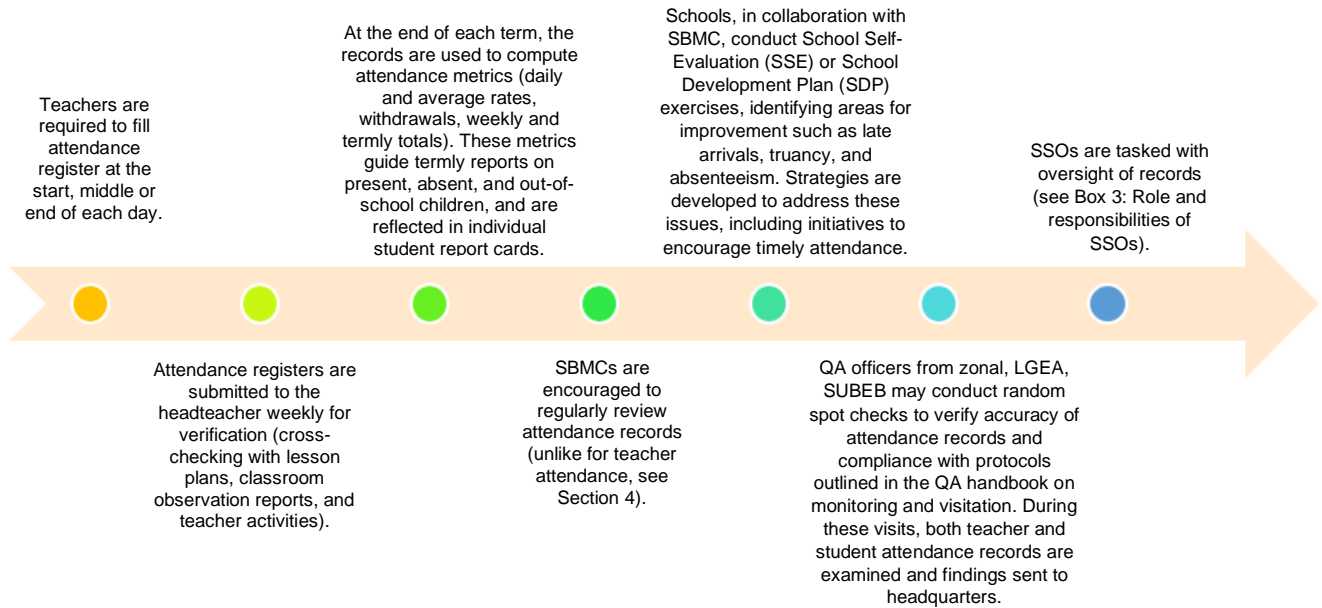 Teachers are
required to fill
attendance
register at the
start, middle or
end of each day.
Attendance registers are
submitted to the
headteacher weekly for
verification (cross-
checking with lesson
plans, classroom
observation reports, and
teacher activities).
At the end of each term, the
records are used to compute
attendance metrics (daily
and average rates,
withdrawals, weekly and
termly totals). These metrics
guide termly reports on
present, absent, and out-of-
school children, and are
reflected in individual
student report cards.
SBMCs are
encouraged to
regularly review
attendance records
(unlike for teacher
attendance, see
Section 4).
Schools, in collaboration with
SBMC, conduct School Self-
Evaluation (SSE) or School
Development Plan (SDP)
exercises, identifying areas for
improvement such as late
arrivals, truancy, and
absenteeism. Strategies are
developed to address these
issues, including initiatives to
encourage timely attendance.
QA officers from zonal, LGEA,
SUBEB may conduct random
spot checks to verify accuracy of
attendance records and
compliance with protocols
outlined in the QA handbook on
monitoring and visitation. During
these visits, both teacher and
student attendance records are
examined and findings sent to
headquarters.
SSOs are tasked with
oversight of records
(see Box 3: Role and
responsibilities of
SSOs).